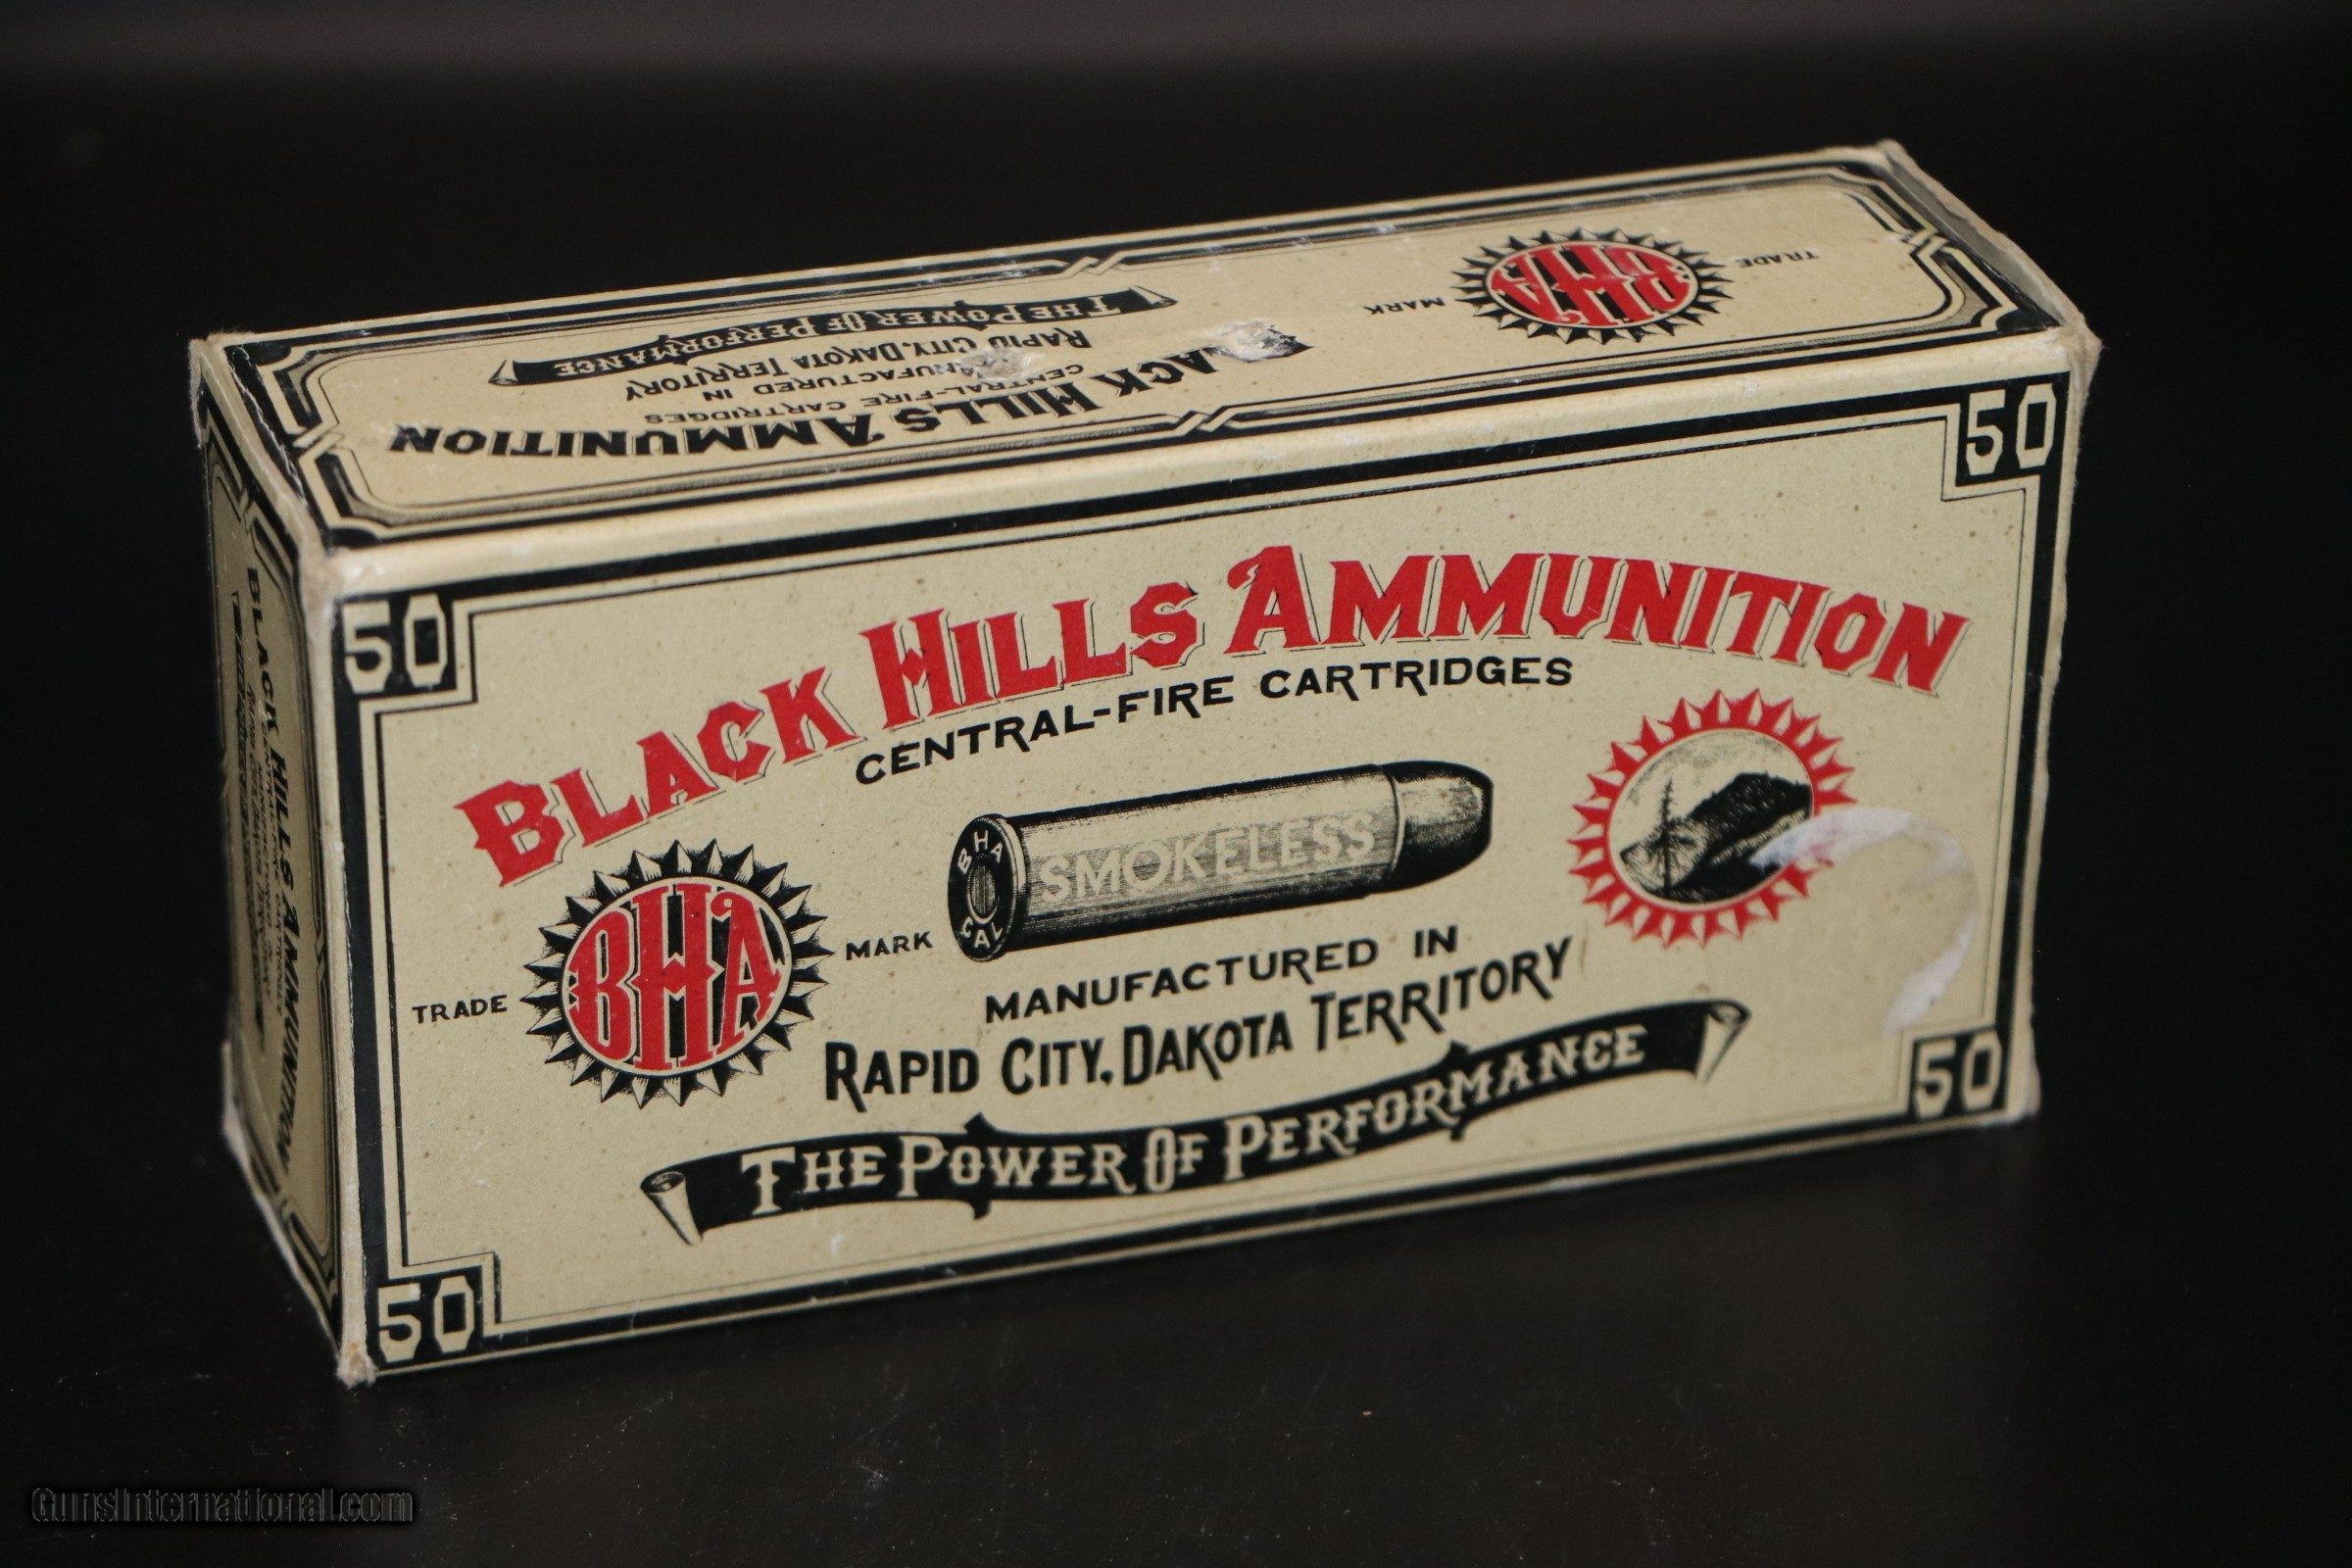 TRADE BHA MARK
BLACK HILLS AMMUNITION
CENTRAL-FIRE CARTRIDGES
MANUFACTURED IN
RAPID CITY, DAKOTA TERRITORY
THE POWER OF PERFORMANCE
50
50
BLACK HILLS AMMUNITION
CENTRAL-FIRE CARTRIDGES
BHA
CAL
SMOKELESS
TRADE BHA MARK
MANUFACTURED IN
RAPID CITY, DAKOTA TERRITORY
THE POWER OF PERFORMANCE
50
50
BLACK HILLS AMMUNITION
GunsInternational.com